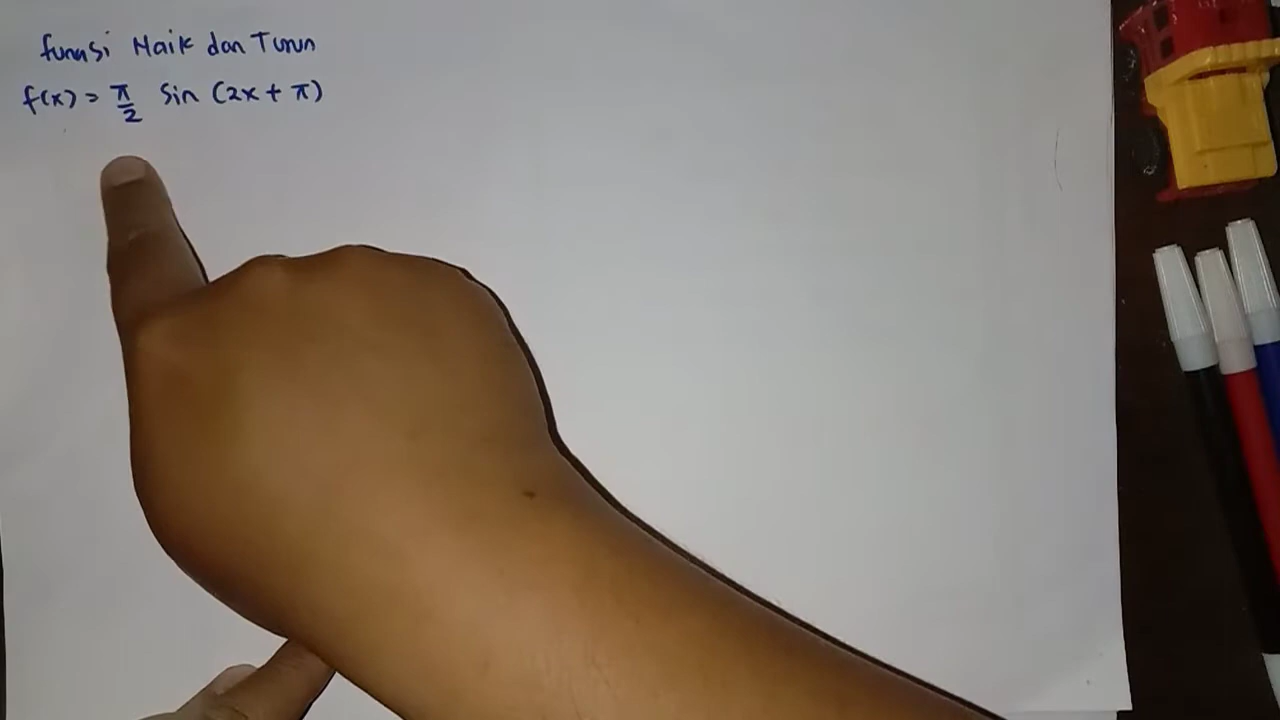 fungsi Naik dan Turun
f(x) = π/2 sin (2x + π)